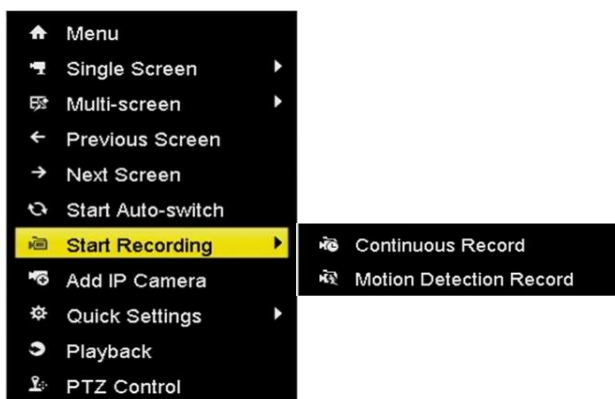 Menu
Single Screen
Multi-screen
Previous Screen
Next Screen
Start Auto-switch
Start Recording
Continuous Record
Add IP Camera
Motion Detection Record
Quick Settings
Playback
PTZ Control